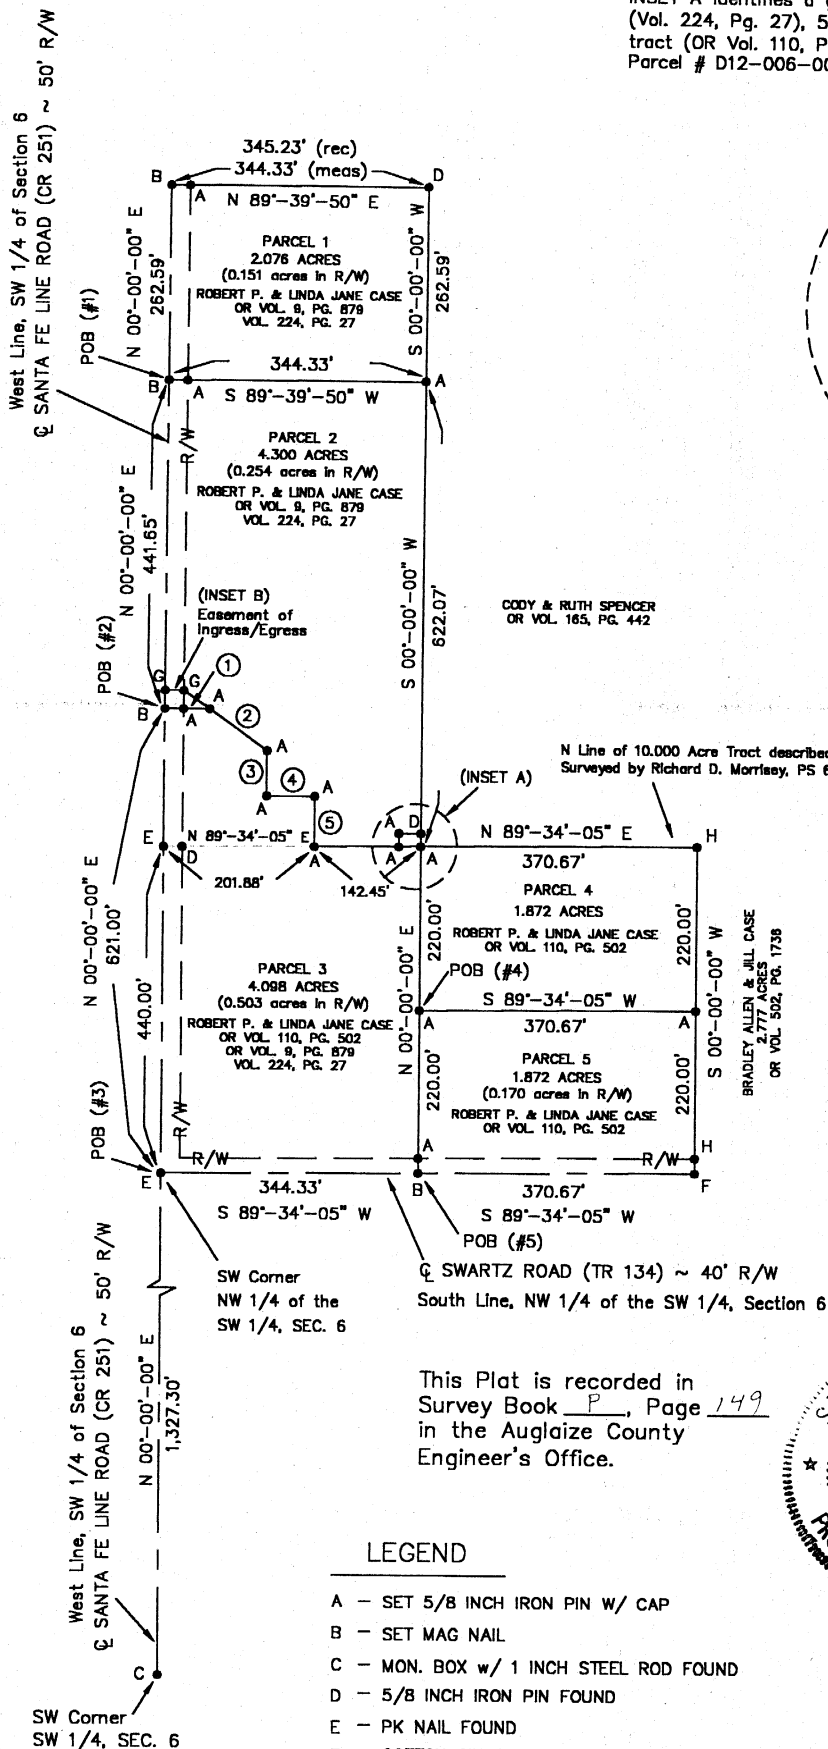 INSET A identifies a
(Vol. 224, Pg. 27), 5
tract (OR Vol. 110, P
Parcel # D12-006-00
West Line, SW 1/4 of Section 6
℄ SANTA FE LINE ROAD (CR 251) ~ 50' R/W
345.23' (rec)
344.33' (meas)
B
A
D
N 89°-39'-50" E
N 00°-00'-00" E
262.59'
PARCEL 1
2.076 ACRES
(0.151 acres in R/W)
ROBERT P. & LINDA JANE CASE
OR VOL. 9, PG. 879
VOL. 224, PG. 27
S 00°-00'-00" W
262.59'
POB (#1)
344.33'
B
A
A
S 89°-39'-50" W
R/W
PARCEL 2
4.300 ACRES
(0.254 acres in R/W)
ROBERT P. & LINDA JANE CASE
OR VOL. 9, PG. 879
VOL. 224, PG. 27
N 00°-00'-00" E
441.65'
S 00°-00'-00" W
622.07'
CODY & RUTH SPENCER
OR VOL. 165, PG. 442
(INSET B)
Easement of
Ingress/Egress
POB (#2)
G
G
1
B
A
A
2
A
3
4
A
A
5
N Line of 10.000 Acre Tract described
Surveyed by Richard D. Morrisey, PS 6
(INSET A)
A
D
E
N 89°-34'-05" E
D
A
A
A
N 89°-34'-05" E
H
201.88'
142.45'
370.67'
N 00°-00'-00" E
621.00'
440.00'
PARCEL 4
1.872 ACRES
ROBERT P. & LINDA JANE CASE
OR VOL. 110, PG. 502
N 00°-00'-00" E
220.00'
220.00'
S 00°-00'-00" W
BRADLEY ALLEN & JILL CASE
2.777 ACRES
OR VOL. 502, PG. 1738
PARCEL 3
4.098 ACRES
(0.503 acres in R/W)
ROBERT P. & LINDA JANE CASE
OR VOL. 110, PG. 502
OR VOL. 9, PG. 879
VOL. 224, PG. 27
POB (#4)
S 89°-34'-05" W
A
A
370.67'
220.00'
220.00'
PARCEL 5
1.872 ACRES
(0.170 acres in R/W)
ROBERT P. & LINDA JANE CASE
OR VOL. 110, PG. 502
POB (#3)
R/W
R/W
A
R/W
H
E
344.33'
B
370.67'
F
S 89°-34'-05" W
S 89°-34'-05" W
POB (#5)
SW Corner
NW 1/4 of the
SW 1/4, SEC. 6
℄ SWARTZ ROAD (TR 134) ~ 40' R/W
South Line, NW 1/4 of the SW 1/4, Section 6
West Line, SW 1/4 of Section 6
℄ SANTA FE LINE ROAD (CR 251) ~ 50' R/W
N 00°-00'-00" E
1,327.30'
This Plat is recorded in
Survey Book P, Page 149
in the Auglaize County
Engineer's Office.
LEGEND
A - SET 5/8 INCH IRON PIN W/ CAP
B - SET MAG NAIL
C - MON. BOX w/ 1 INCH STEEL ROD FOUND
D - 5/8 INCH IRON PIN FOUND
E - PK NAIL FOUND
C
SW Corner
SW 1/4, SEC. 6